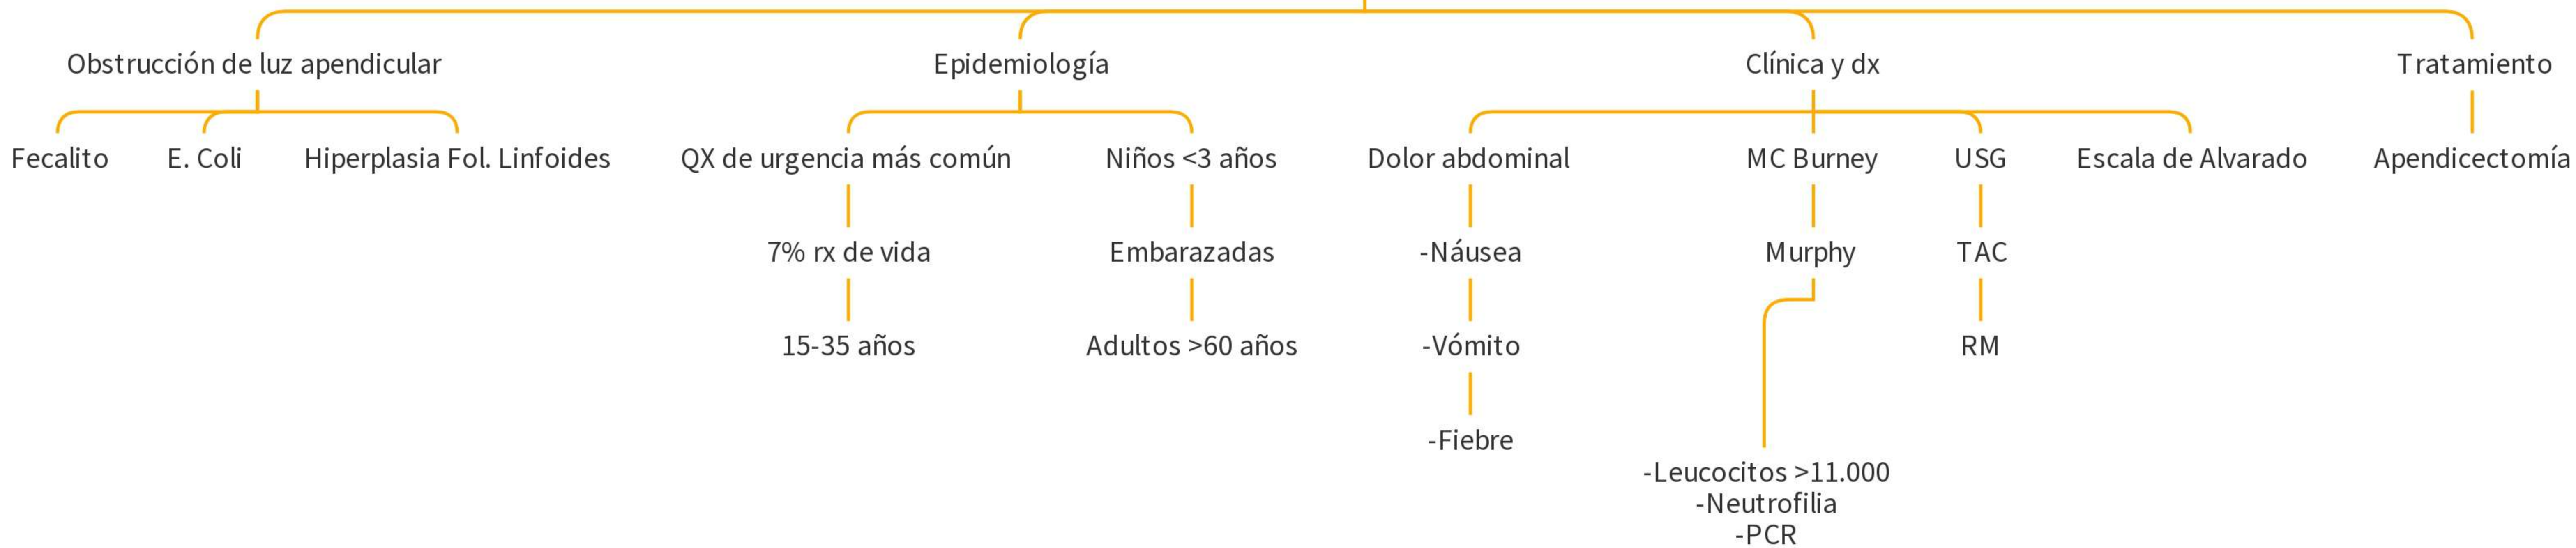 Obstrucción de luz apendicular
Epidemiología
Clínica y dx
Tratamiento
Fecalito
E. Coli
Hiperplasia Fol. Linfoides
QX de urgencia más común
Niños <3 años
Dolor abdominal
MC Burney
USG
Escala de Alvarado
Apendicectomía
7% rx de vida
Embarazadas
-Náusea
Murphy
TAC
15-35 años
Adultos >60 años
-Vómito
RM
-Fiebre
-Leucocitos >11.000
-Neutrofilia
-PCR